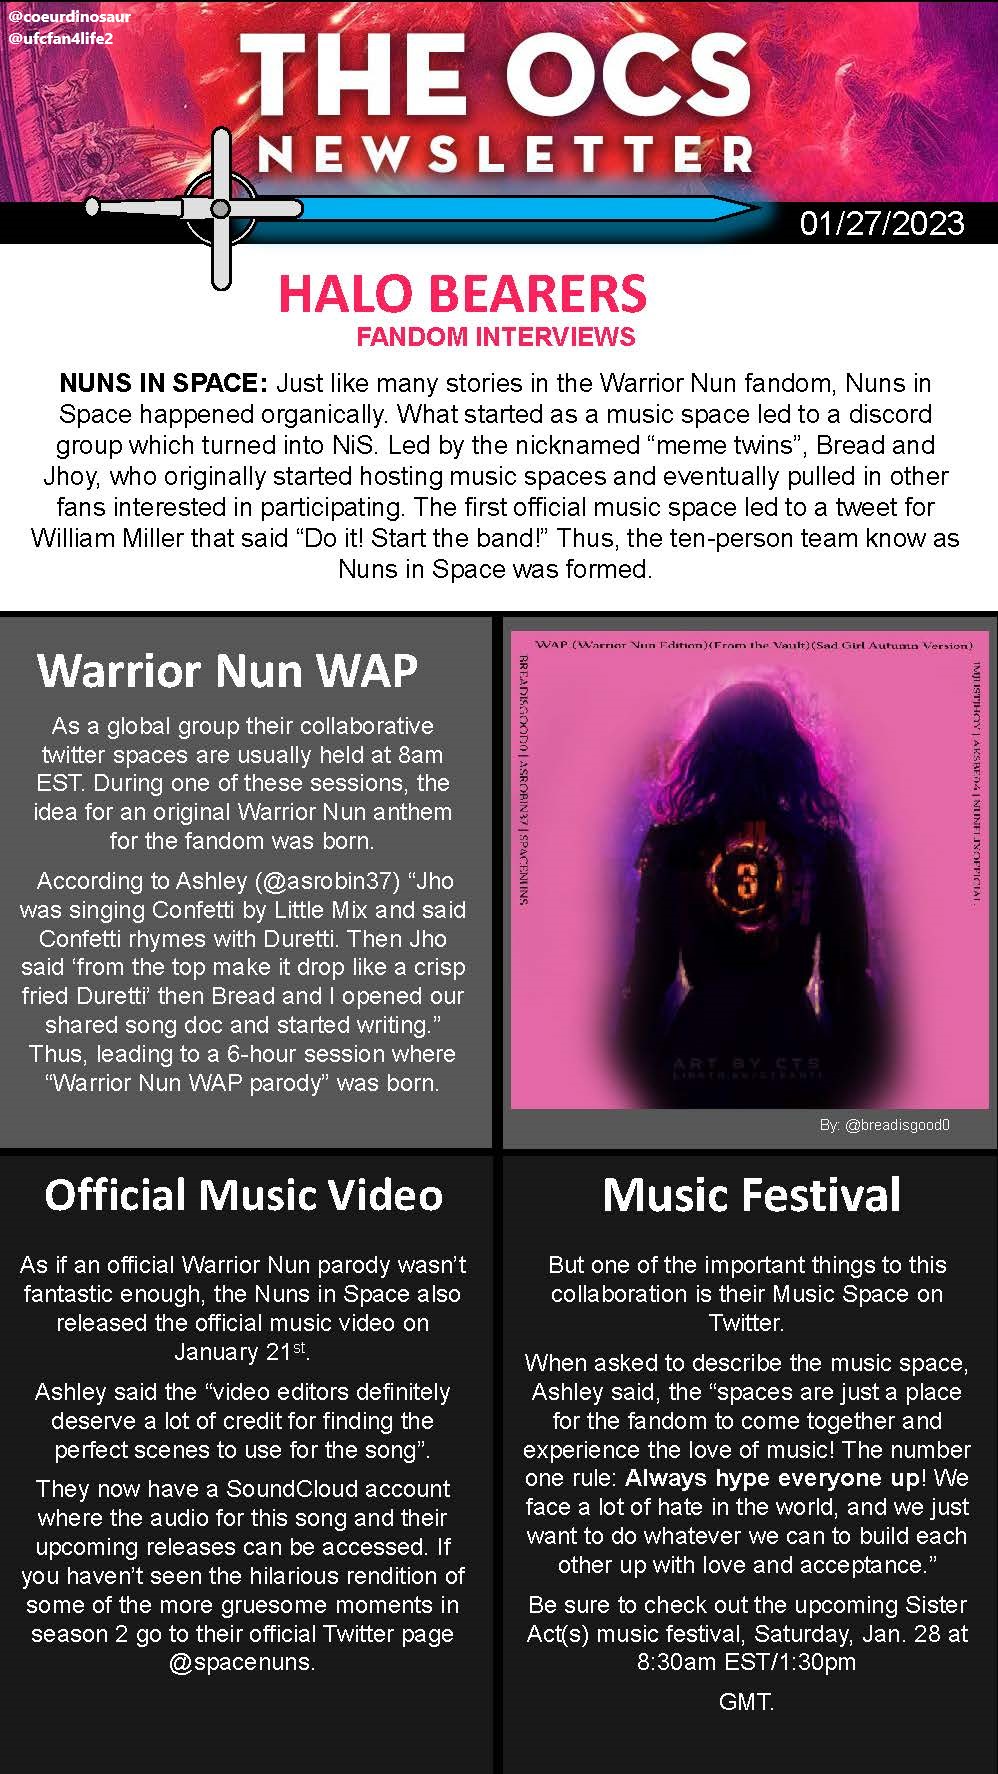 @coeurdinosaur
@ufcfan4life2
THE OCS
NEWSLETTER
01/27/2023
HALO BEARERS
FANDOM INTERVIEWS
NUNS IN SPACE: Just like many stories in the Warrior Nun fandom, Nuns in
Space happened organically. What started as a music space led to a discord
group which turned into NiS. Led by the nicknamed “meme twins”, Bread and
Jhoy, who originally started hosting music spaces and eventually pulled in other
fans interested in participating. The first official music space led to a tweet for
William Miller that said “Do it! Start the band!” Thus, the ten-person team know as
Nuns in Space was formed.
Warrior Nun WAP
As a global group their collaborative
twitter spaces are usually held at 8am
EST. During one of these sessions, the
idea for an original Warrior Nun anthem
for the fandom was born.
According to Ashley (@asrobin37) “Jho
was singing Confetti by Little Mix and said
Confetti rhymes with Duretti. Then Jho
said ‘from the top make it drop like a crisp
fried Duretti’ then Bread and I opened our
shared song doc and started writing.”
Thus, leading to a 6-hour session where
“Warrior Nun WAP parody” was born.
WAP (Warrior Nun Edition)(From the Vault)(Sad Girl Autumn Version)
BREADISGOOD0 | ASROBIN37 | SPACENUNS
IMJUSTJHOY | AKSBE04 | NUNFLIXOFFICIAL
3
ART BY CTS
By: @breadisgood0
Official Music Video
As if an official Warrior Nun parody wasn’t
fantastic enough, the Nuns in Space also
released the official music video on
January 21st.
Ashley said the “video editors definitely
deserve a lot of credit for finding the
perfect scenes to use for the song”.
They now have a SoundCloud account
where the audio for this song and their
upcoming releases can be accessed. If
you haven’t seen the hilarious rendition of
some of the more gruesome moments in
season 2 go to their official Twitter page
@spacenuns.
Music Festival
But one of the important things to this
collaboration is their Music Space on
Twitter.
When asked to describe the music space,
Ashley said, the “spaces are just a place
for the fandom to come together and
experience the love of music! The number
one rule: Always hype everyone up! We
face a lot of hate in the world, and we just
want to do whatever we can to build each
other up with love and acceptance.”
Be sure to check out the upcoming Sister
Act(s) music festival, Saturday, Jan. 28 at
8:30am EST/1:30pm
GMT.